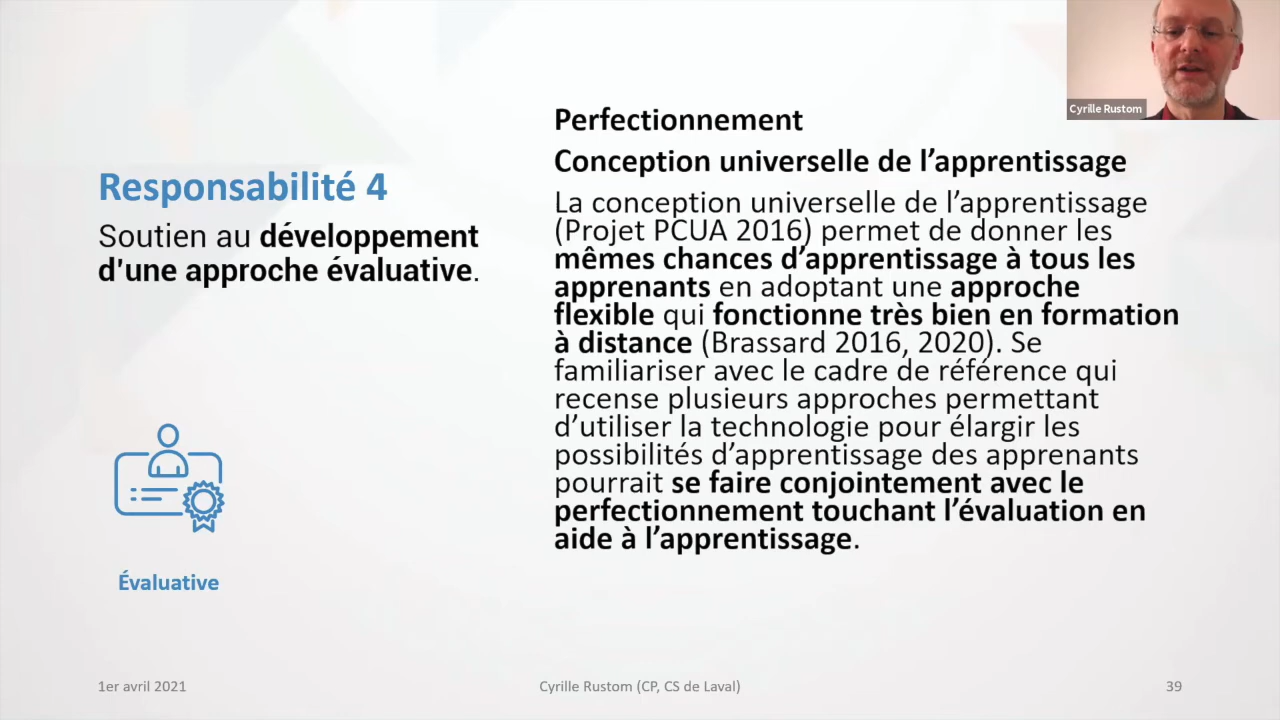 Cyrille Rustom
Responsabilité 4
Soutien au développement
d'une approche évaluative.
Évaluative
Perfectionnement
Conception universelle de l’apprentissage
La conception universelle de l’apprentissage
(Projet PCUA 2016) permet de donner les
mêmes chances d’apprentissage à tous les
apprenants en adoptant une approche
flexible qui fonctionne très bien en formation
à distance (Brassard 2016, 2020). Se
familiariser avec le cadre de référence qui
recense plusieurs approches permettant
d’utiliser la technologie pour élargir les
possibilités d’apprentissage des apprenants
pourrait se faire conjointement avec le
perfectionnement touchant l’évaluation en
aide à l’apprentissage.
1er avril 2021
Cyrille Rustom (CP, CS de Laval)
39